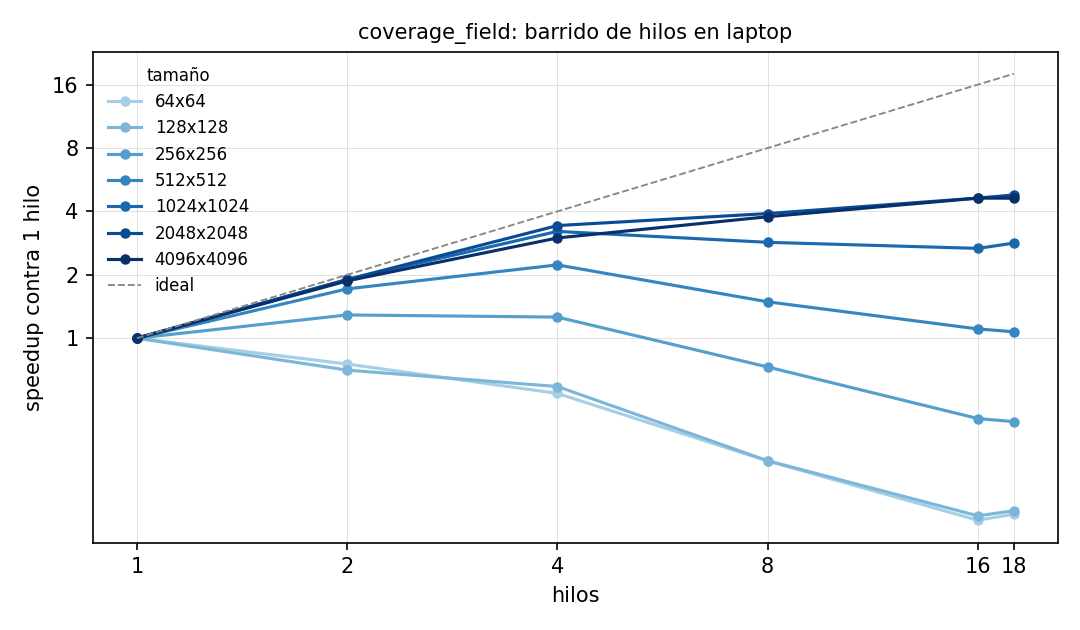 coverage_field: barrido de hilos en laptop
speedup contra 1 hilo
16
8
4
2
1
tamaño
64x64
128x128
256x256
512x512
1024x1024
2048x2048
4096x4096
ideal
1 2 4 8 16 18
hilos